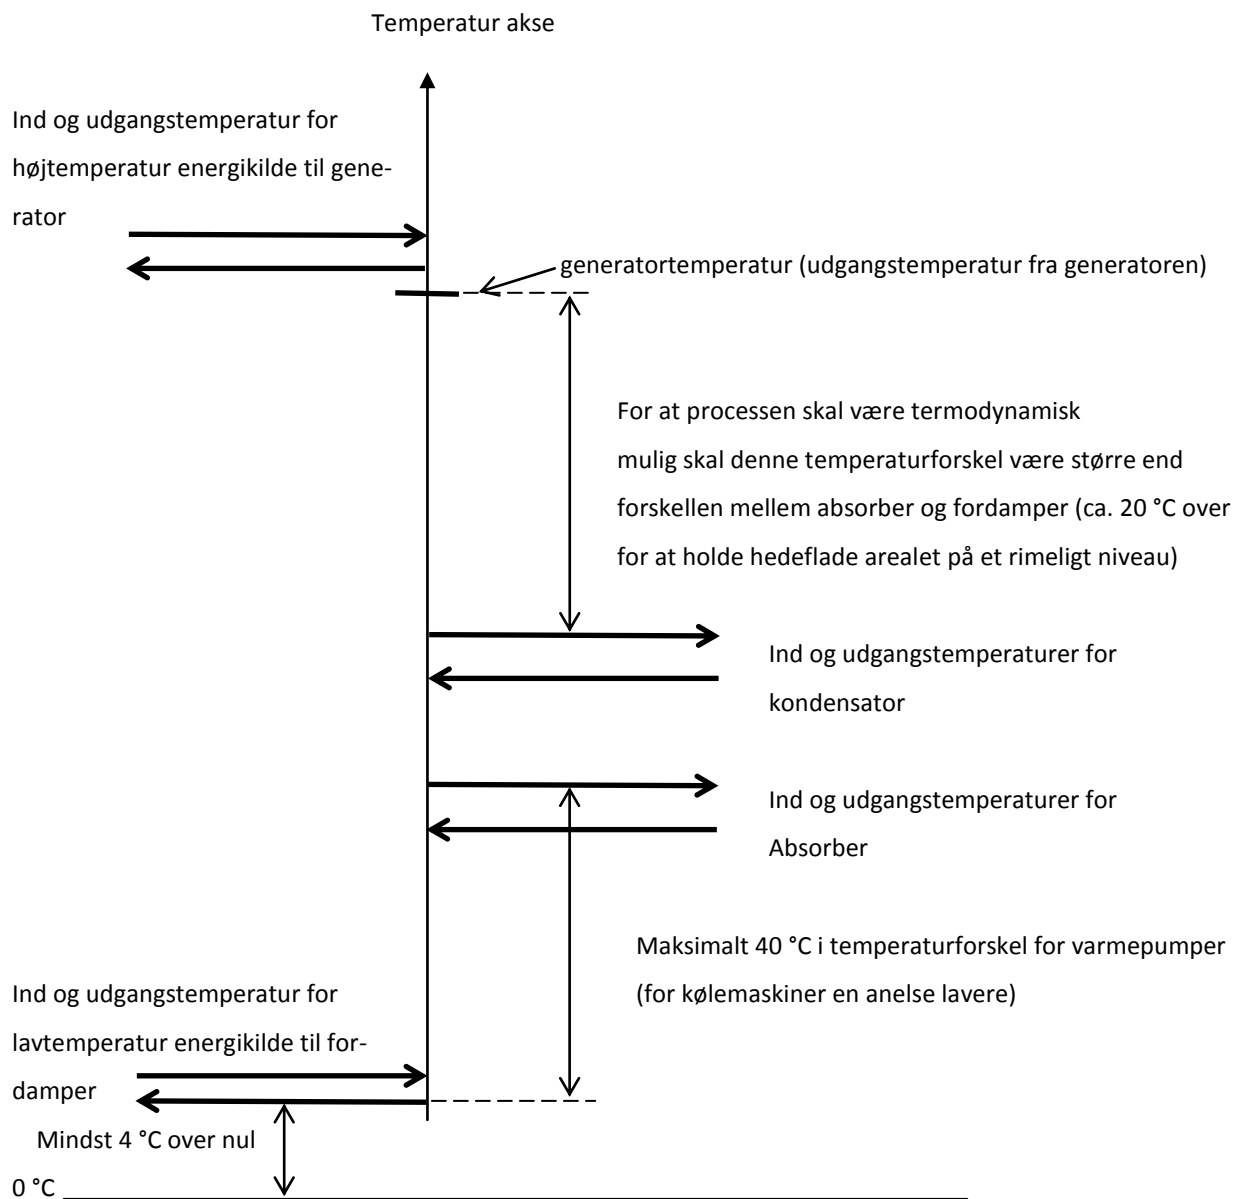 Temperatur akse
Ind og udgangstemperatur for
højtemperatur energikilde til gene-
rator
generatortemperatur (udgangstemperatur fra generatoren)
For at processen skal være termodynamisk
mulig skal denne temperaturforskel være større end
forskellen mellem absorber og fordamper (ca. 20 °C over
for at holde hedeflade arealet på et rimeligt niveau)
Ind og udgangstemperaturer for
kondensator
Ind og udgangstemperaturer for
Absorber
Maksimalt 40 °C i temperaturforskel for varmepumper
(for kølemaskiner en anelse lavere)
Ind og udgangstemperatur for
lavtemperatur energikilde til for-
damper
Mindst 4 °C over nul
0 °C